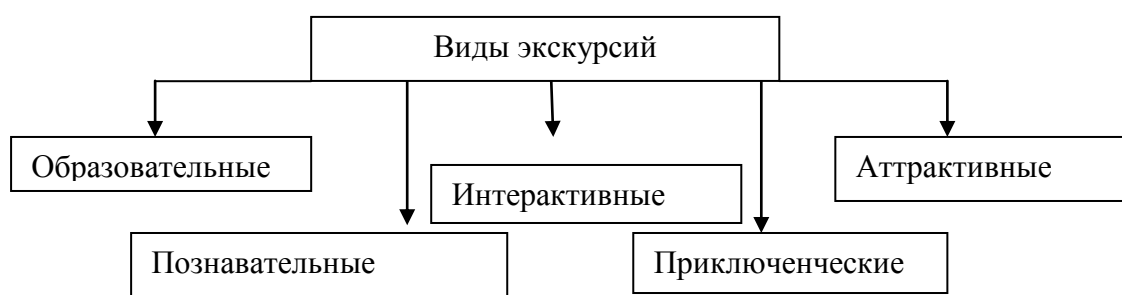 Виды экскурсий
Образовательные
Аттрактивные
Интерактивные
Познавательные
Приключенческие